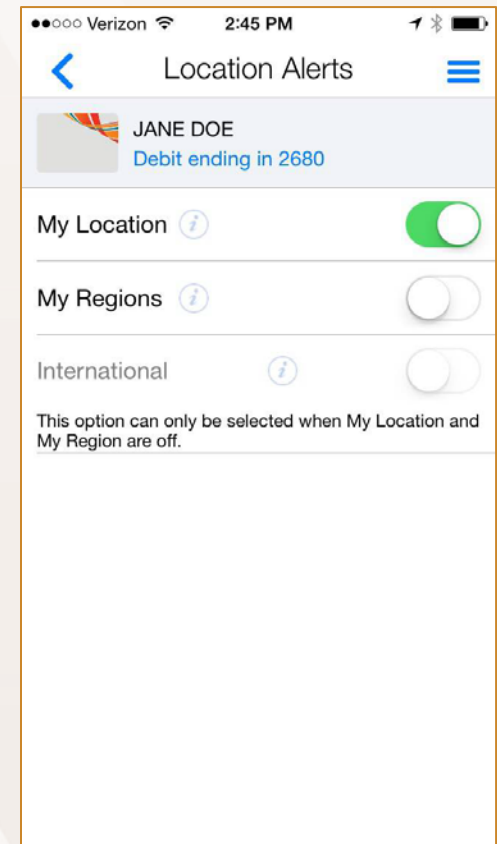 Verizon 2:45 PM
Location Alerts
JANE DOE
Debit ending in 2680
My Location i
My Regions i
International i
This option can only be selected when My Location and
My Region are off.